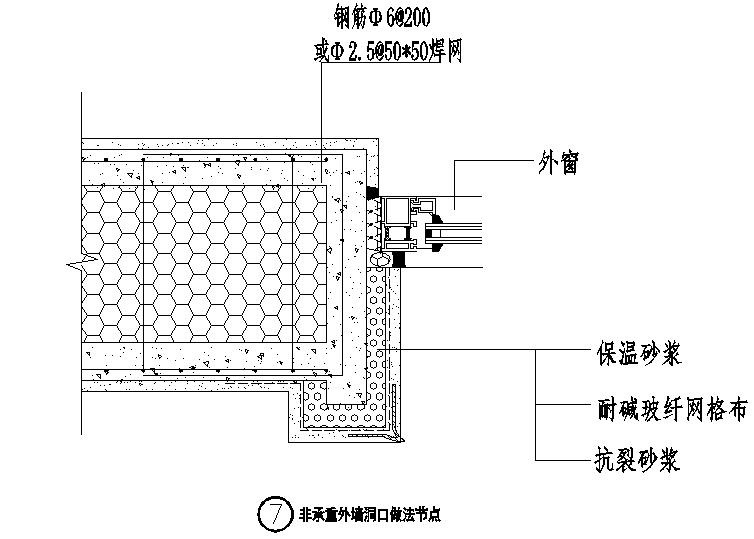 钢筋Φ6@200
或Φ2.5@50*50焊网
外窗
保温砂浆
耐碱玻纤网格布
抗裂砂浆
7 非承重外墙洞口做法节点